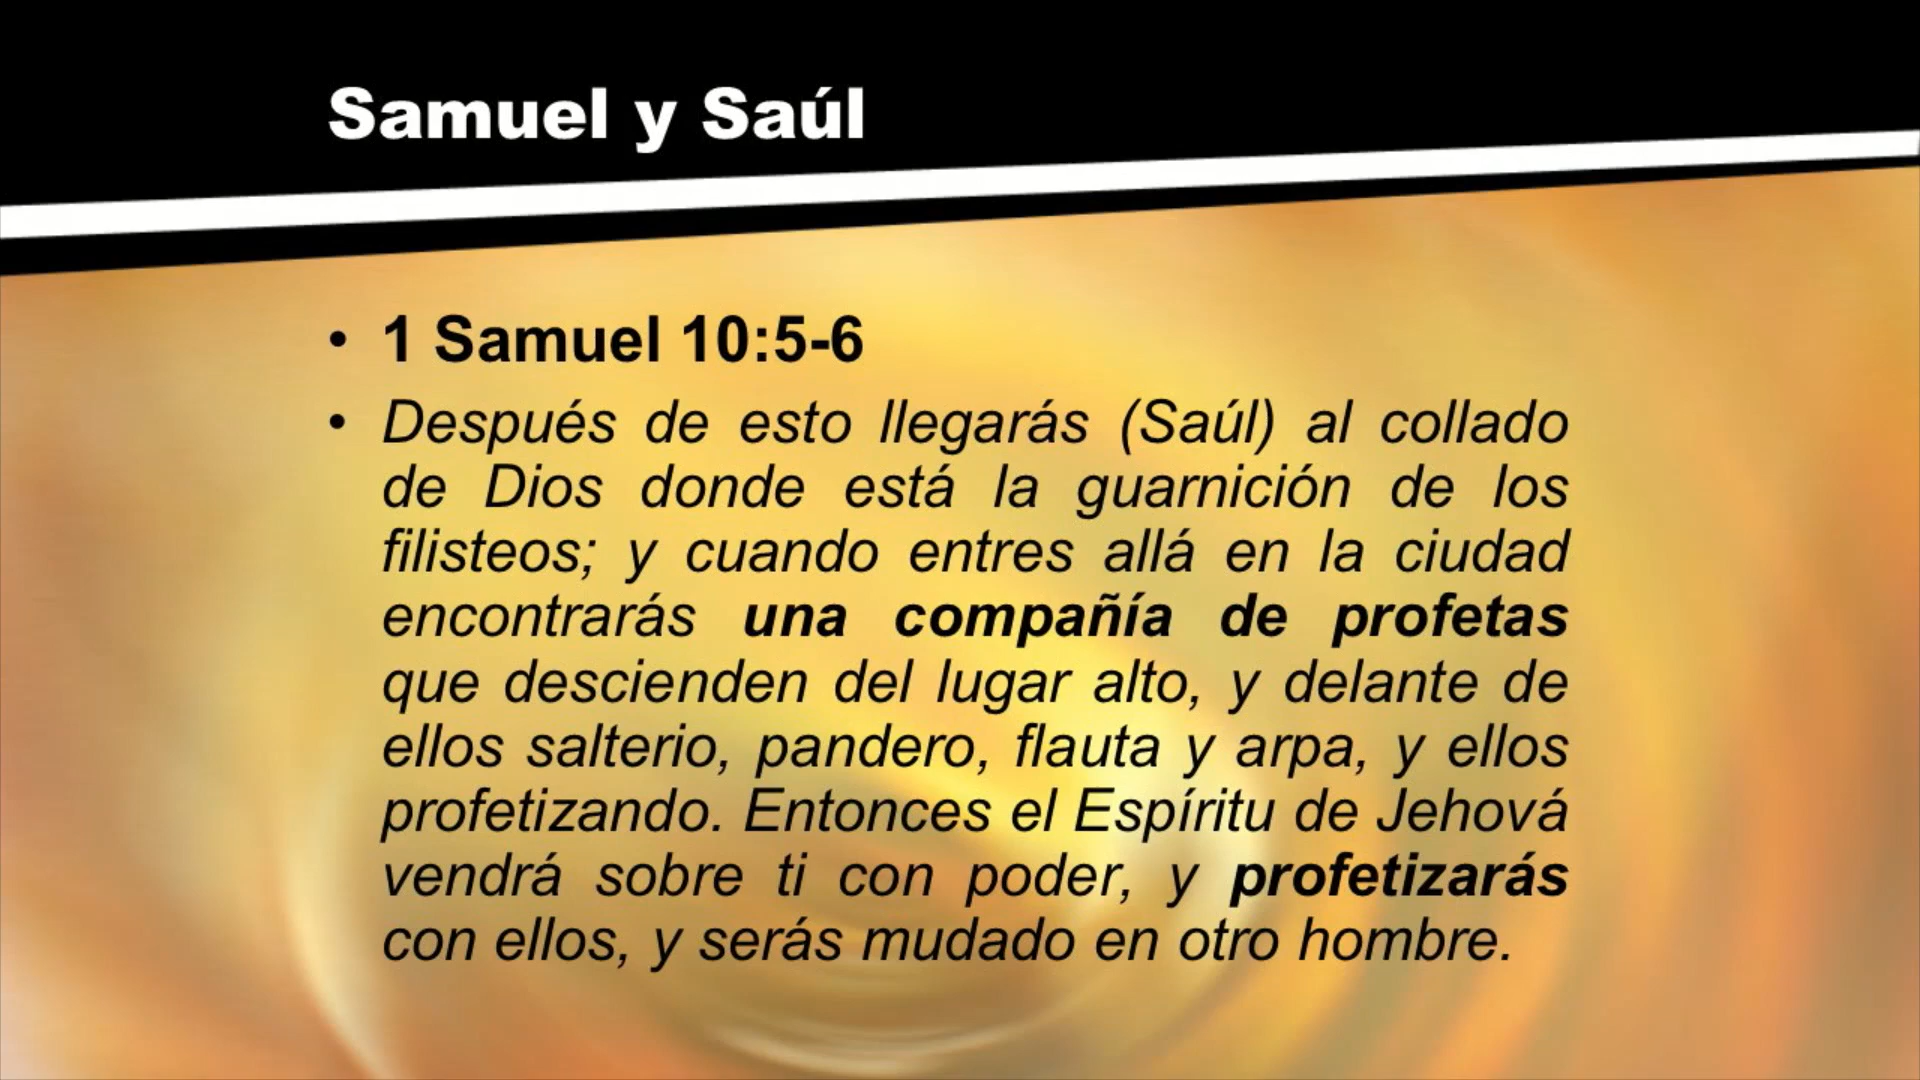 Samuel y Saúl
• 1 Samuel 10:5-6
• Después de esto llegarás (Saúl) al collado
de Dios donde está la guarnición de los
filisteos; y cuando entres allá en la ciudad
encontrarás una compañía de profetas
que descienden del lugar alto, y delante de
ellos salterio, pandero, flauta y arpa, y ellos
profetizando. Entonces el Espíritu de Jehová
vendrá sobre ti con poder, y profetizarás
con ellos, y serás mudado en otro hombre.